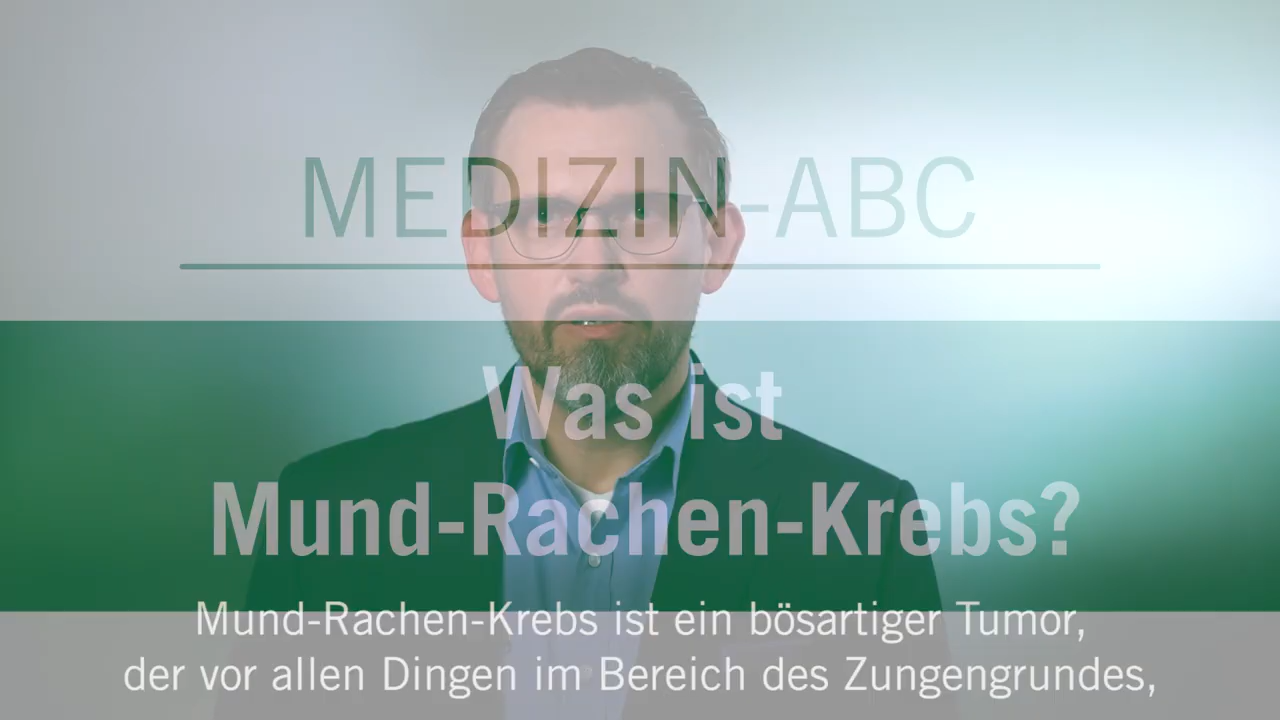 MEDIZIN-ABC
Was ist
Mund-Rachen-Krebs?
Mund-Rachen-Krebs ist ein bösartiger Tumor,
der vor allen Dingen im Bereich des Zungengrundes,